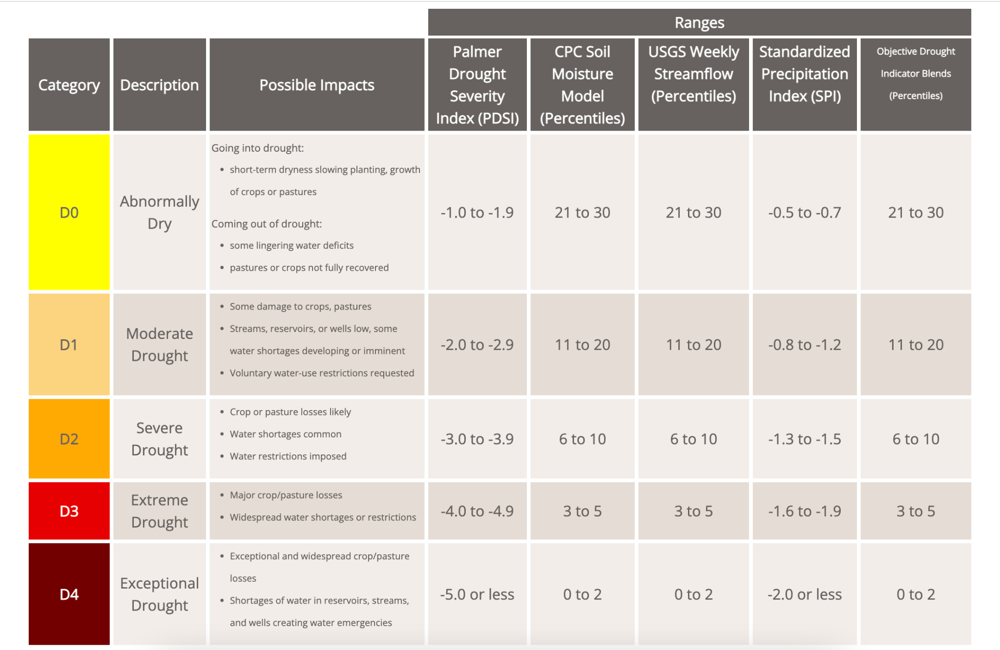 Ranges
Category
Description
Possible Impacts
Palmer
Drought
Severity
Index (PDSI)
CPC Soil
Moisture
Model
(Percentiles)
USGS Weekly
Streamflow
(Percentiles)
Standardized
Precipitation
Index (SPI)
Objective Drought
Indicator Blends
(Percentiles)
D0
Abnormally
Dry
Going into drought:
• short-term dryness slowing planting, growth
of crops or pastures
Coming out of drought:
• some lingering water deficits
• pastures or crops not fully recovered
-1.0 to -1.9
21 to 30
21 to 30
-0.5 to -0.7
21 to 30
D1
Moderate
Drought
• Some damage to crops, pastures
• Streams, reservoirs, or wells low, some
water shortages developing or imminent
• Voluntary water-use restrictions requested
-2.0 to -2.9
11 to 20
11 to 20
-0.8 to -1.2
11 to 20
D2
Severe
Drought
• Crop or pasture losses likely
• Water shortages common
• Water restrictions imposed
-3.0 to -3.9
6 to 10
6 to 10
-1.3 to -1.5
6 to 10
D3
Extreme
Drought
• Major crop/pasture losses
• Widespread water shortages or restrictions
-4.0 to -4.9
3 to 5
3 to 5
-1.6 to -1.9
3 to 5
D4
Exceptional
Drought
• Exceptional and widespread crop/pasture
losses
• Shortages of water in reservoirs, streams,
and wells creating water emergencies
-5.0 or less
0 to 2
0 to 2
-2.0 or less
0 to 2